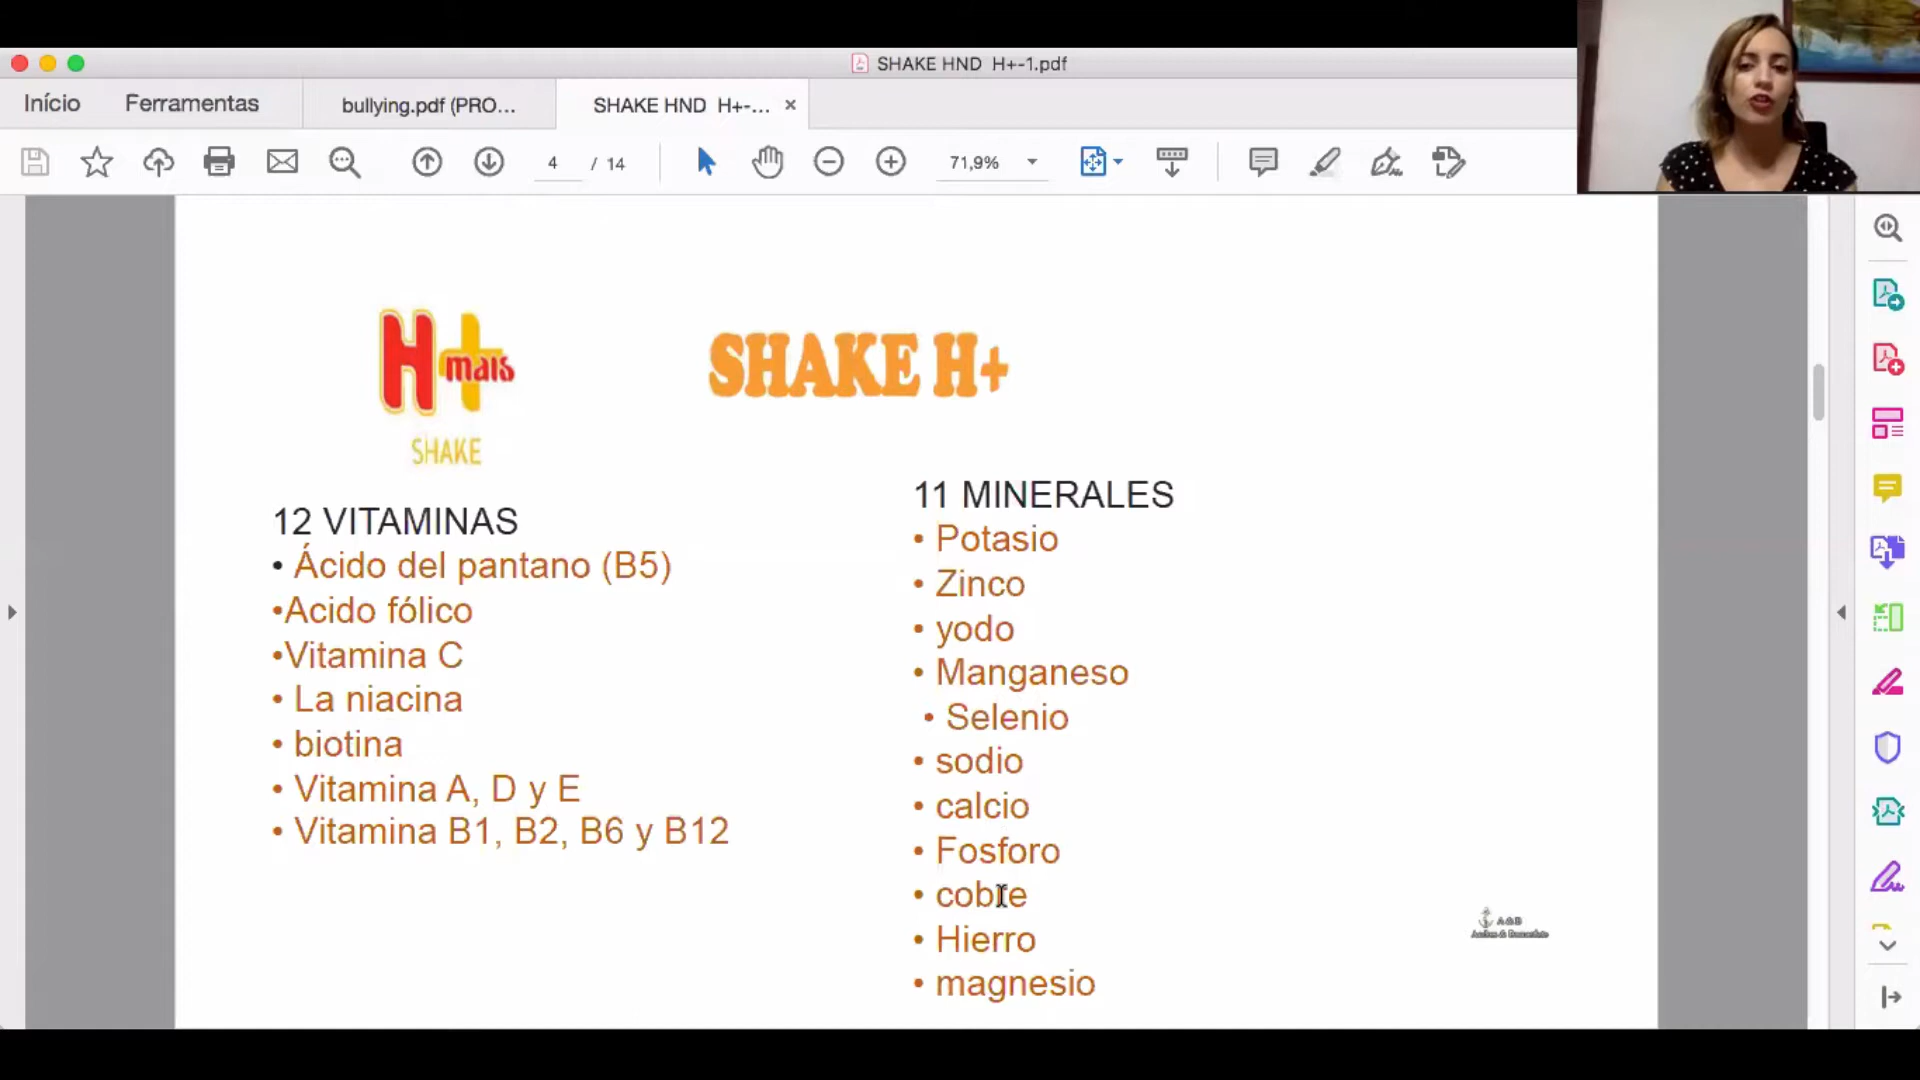 SHAKE HND H+-1.pdf
Início
Ferramentas
bullying.pdf (PRO...
SHAKE HND H+-...
4 / 14
71,9%
H+
mais
SHAKE
SHAKE H+
12 VITAMINAS
• Ácido del pantano (B5)
•Acido fólico
•Vitamina C
• La niacina
• biotina
• Vitamina A, D y E
• Vitamina B1, B2, B6 y B12
11 MINERALES
• Potasio
• Zinco
• yodo
• Manganeso
• Selenio
• sodio
• calcio
• Fosforo
• cobre
• Hierro
• magnesio
A&B